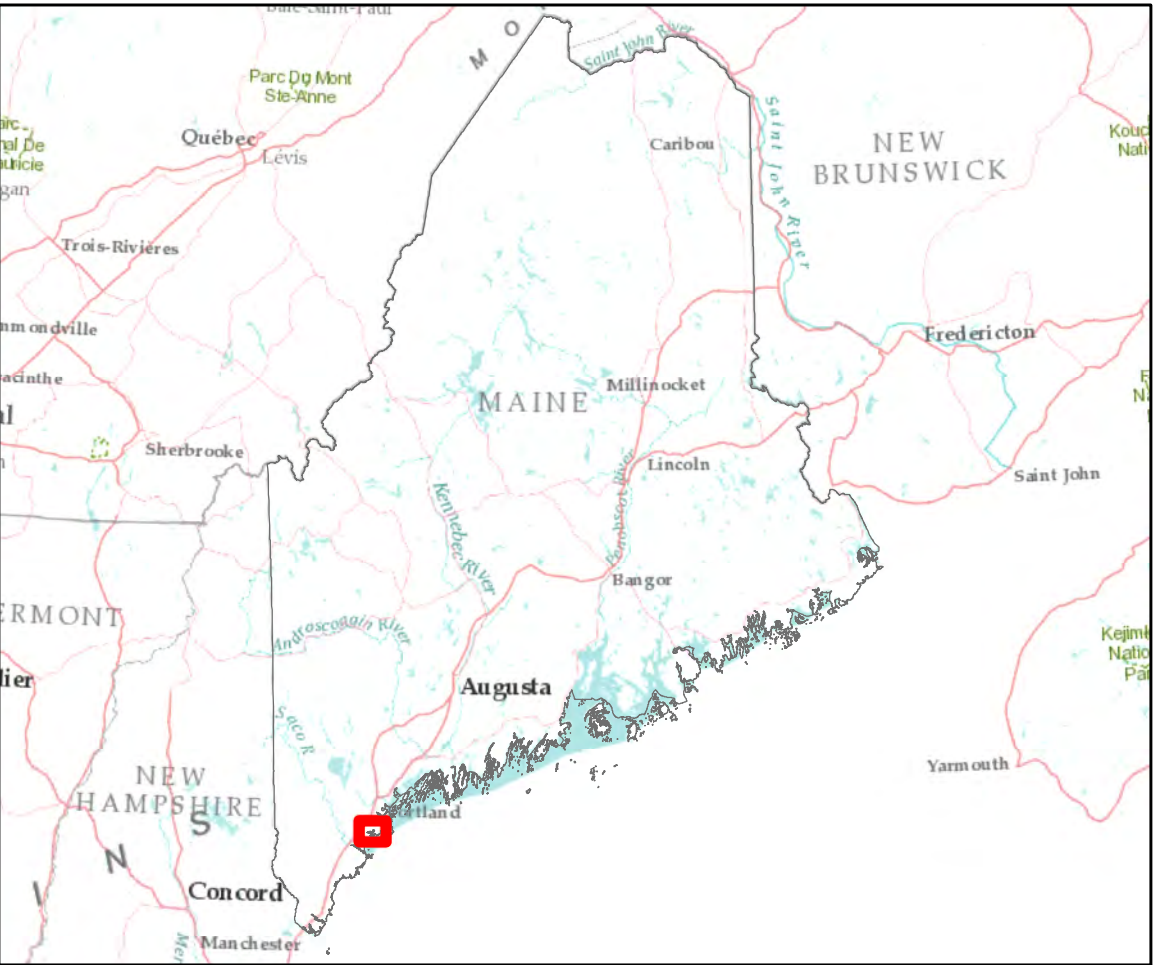 Saint John River
M O
Parc Du Mont
Ste-Anne
Québec
Lévis
Caribou
NEW
BRUNSWICK
Saint John River
Trois-Rivières
Fredericton
MAINE
Millinocket
Sherbrooke
Lincoln
Saint John
Kennebec River
Penobscot River
Bangor
Androscoggin River
Augusta
Saco R
Yarmouth
NEW
HAMPSHIRE
S
N
I
Concord
Manchester